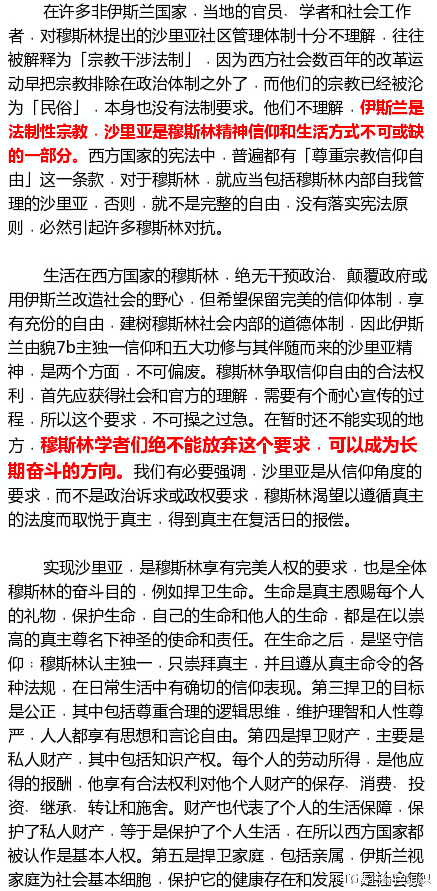 在许多非伊斯兰国家﹐当地的官员、学者和社会工作
者﹐对穆斯林提出的沙里亚社区管理体制十分不理解﹐往往
被解释为「宗教干涉法制」﹐因为西方社会数百年的改革运
动早把宗教排除在政治体制之外了﹐而他们的宗教已经被沦
为「民俗」﹐本身也没有法制要求。他们不理解﹐伊斯兰是
法制性宗教﹐沙里亚是穆斯林精神信仰和生活方式不可或缺
的一部分。西方国家的宪法中﹐普遍都有「尊重宗教信仰自
由」这一条款﹐对于穆斯林﹐就应当包括穆斯林内部自我管
理的沙里亚﹐否则﹐就不是完整的自由﹐没有落实宪法原
则﹐必然引起许多穆斯林对抗。
生活在西方国家的穆斯林﹐绝无干预政治、颠覆政府或
用伊斯兰改造社会的野心﹐但希望保留完美的信仰体制﹐享
有充份的自由﹐建树穆斯林社会内部的道德体制﹐因此伊斯
兰由貌7b主独一信仰和五大功修与其伴随而来的沙里亚精
神﹐是两个方面﹐不可偏废。穆斯林争取信仰自由的合法权
利﹐首先应获得社会和官方的理解﹐需要有个耐心宣传的过
程﹐所以这个要求﹐不可操之过急。在暂时还不能实现的地
方﹐穆斯林学者们绝不能放弃这个要求﹐可以成为长
期奋斗的方向。我们有必要强调﹐沙里亚是从信仰角度的
要求﹐而不是政治诉求或政权要求﹐穆斯林渴望以遵循真主
的法度而取悦于真主﹐得到真主在复活日的报偿。
实现沙里亚﹐是穆斯林享有完美人权的要求﹐也是全体
穆斯林的奋斗目的﹐例如捍卫生命。生命是真主恩赐每个人
的礼物﹐保护生命﹐自己的生命和他人的生命﹐都是在以崇
高的真主尊名下神圣的使命和责任。在生命之后﹐是坚守信
仰﹕穆斯林认主独一﹐只崇拜真主﹐并且遵从真主命令的各
种法规﹐在日常生活中有确切的信仰表现。第三捍卫的目标
是公正﹐其中包括尊重合理的逻辑思维﹐维护理智和人性尊
严﹐人人都享有思想和言论自由。第四是捍卫财产﹐主要是
私人财产﹐其中包括知识产权。每个人的劳动所得﹐是他应
得的报酬﹐他享有合法权利对他个人财产的保存、消费、投
资、继承、转让和施舍。财产也代表了个人的生活保障﹐保
护了私人财产﹐等于是保护了个人生活﹐在所以西方国家都
被认作是基本人权。第五是捍卫家庭﹐包括亲属﹐伊斯兰视
家庭为社会基本细胞﹐保护它的健康存在和发展﹐是社会